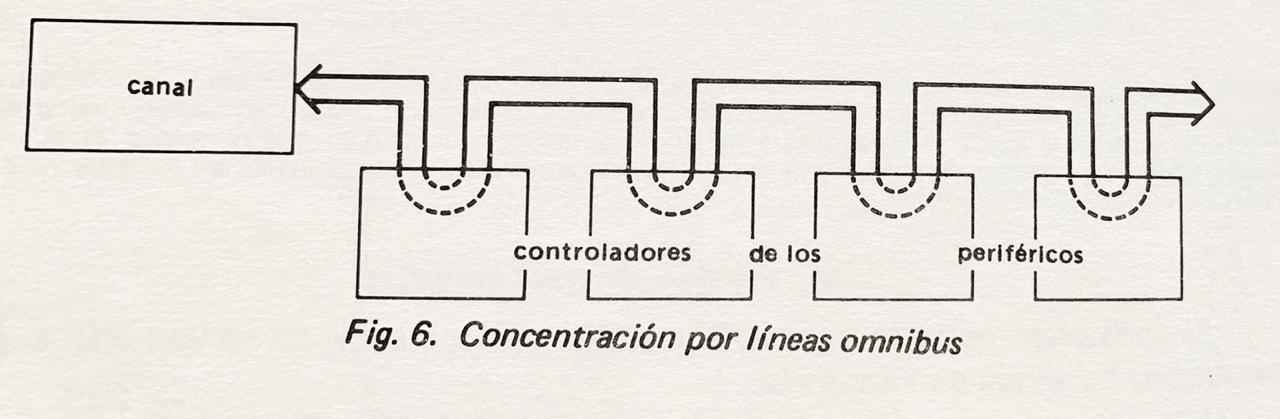 canal
controladores de los periféricos
Fig. 6. Concentración por líneas omnibus